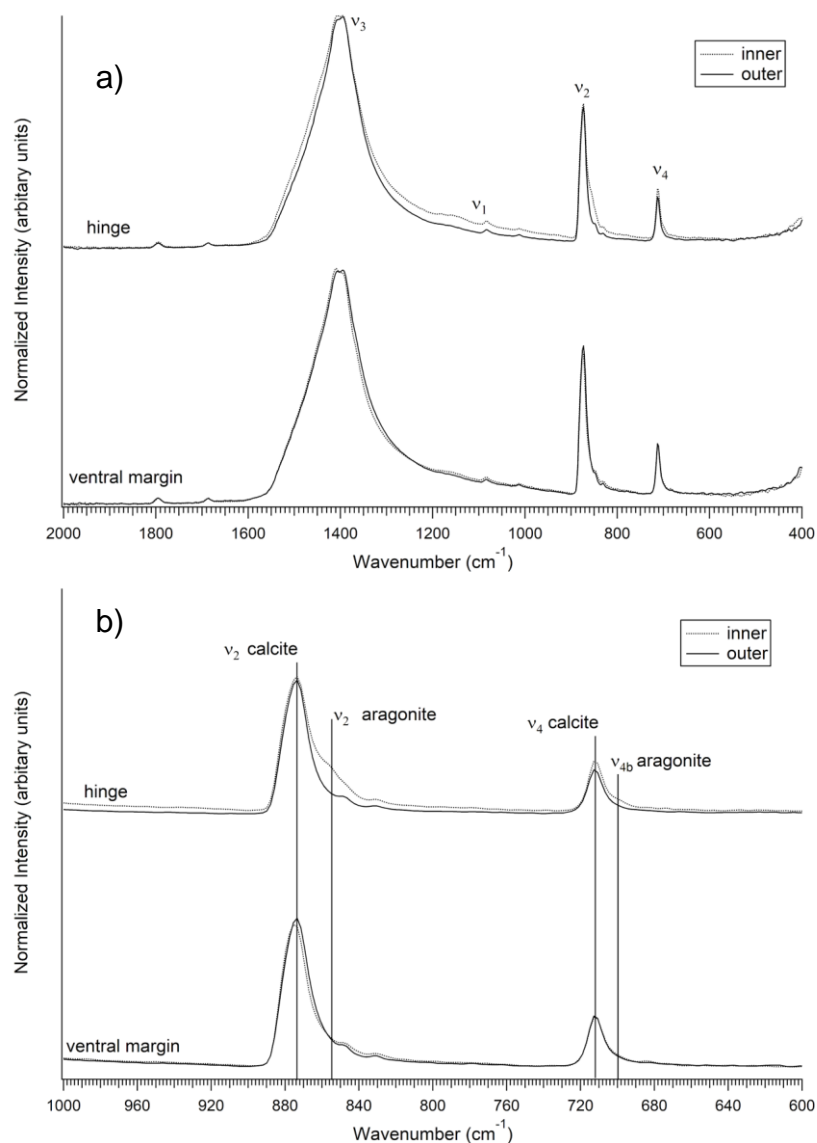 a)
ν3
inner
outer
ν2
ν4
ν1
hinge
ventral margin
Normalized Intensity (arbitary units)
2000 1800 1600 1400 1200 1000 800 600 400
Wavenumber (cm-1)
b)
inner
outer
ν2 calcite
ν2 aragonite
ν4 calcite
ν4b aragonite
hinge
ventral margin
Normalized Intensity (arbitary units)
1000 960 920 880 840 800 760 720 680 640 600
Wavenumber (cm-1)